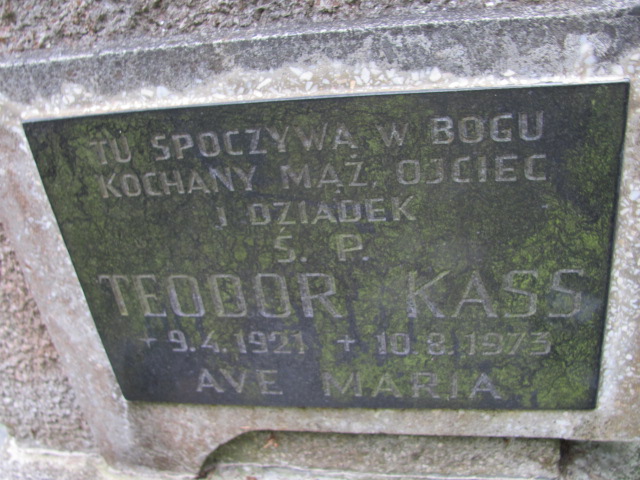 TU SPOCZYWA W BOGU
KOCHANY MĄŻ, OJCIEC
I DZIADEK
Ś. P.
TEODOR KASS
+ 9.4.1921 + 10.8.1973
AVE MARIA